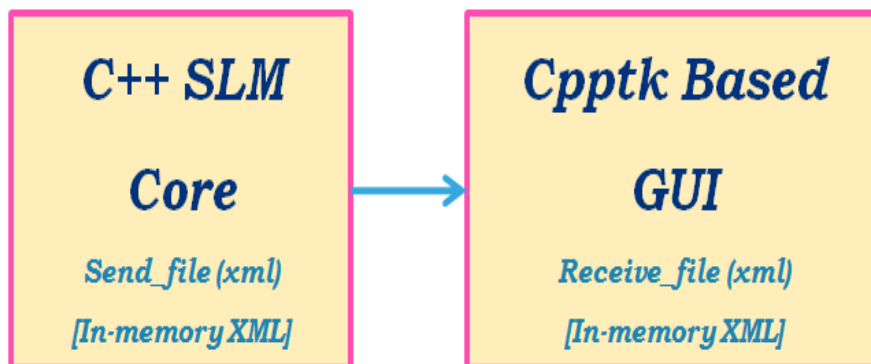 C++ SLM
Core
Send_file (xml)
[In-memory XML]
Cpptk Based
GUI
Receive_file (xml)
[In-memory XML]